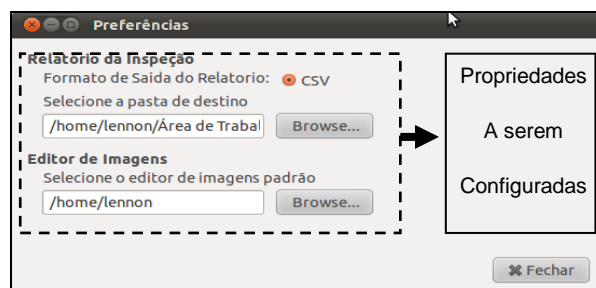 Preferências
Relatório da Inspeção
Formato de Saida do Relatorio: CSV
Selecione a pasta de destino
/home/lennon/Área de Trabal Browse...
Editor de Imagens
Selecione o editor de imagens padrão
/home/lennon Browse...
Propriedades
A serem
Configuradas
Fechar